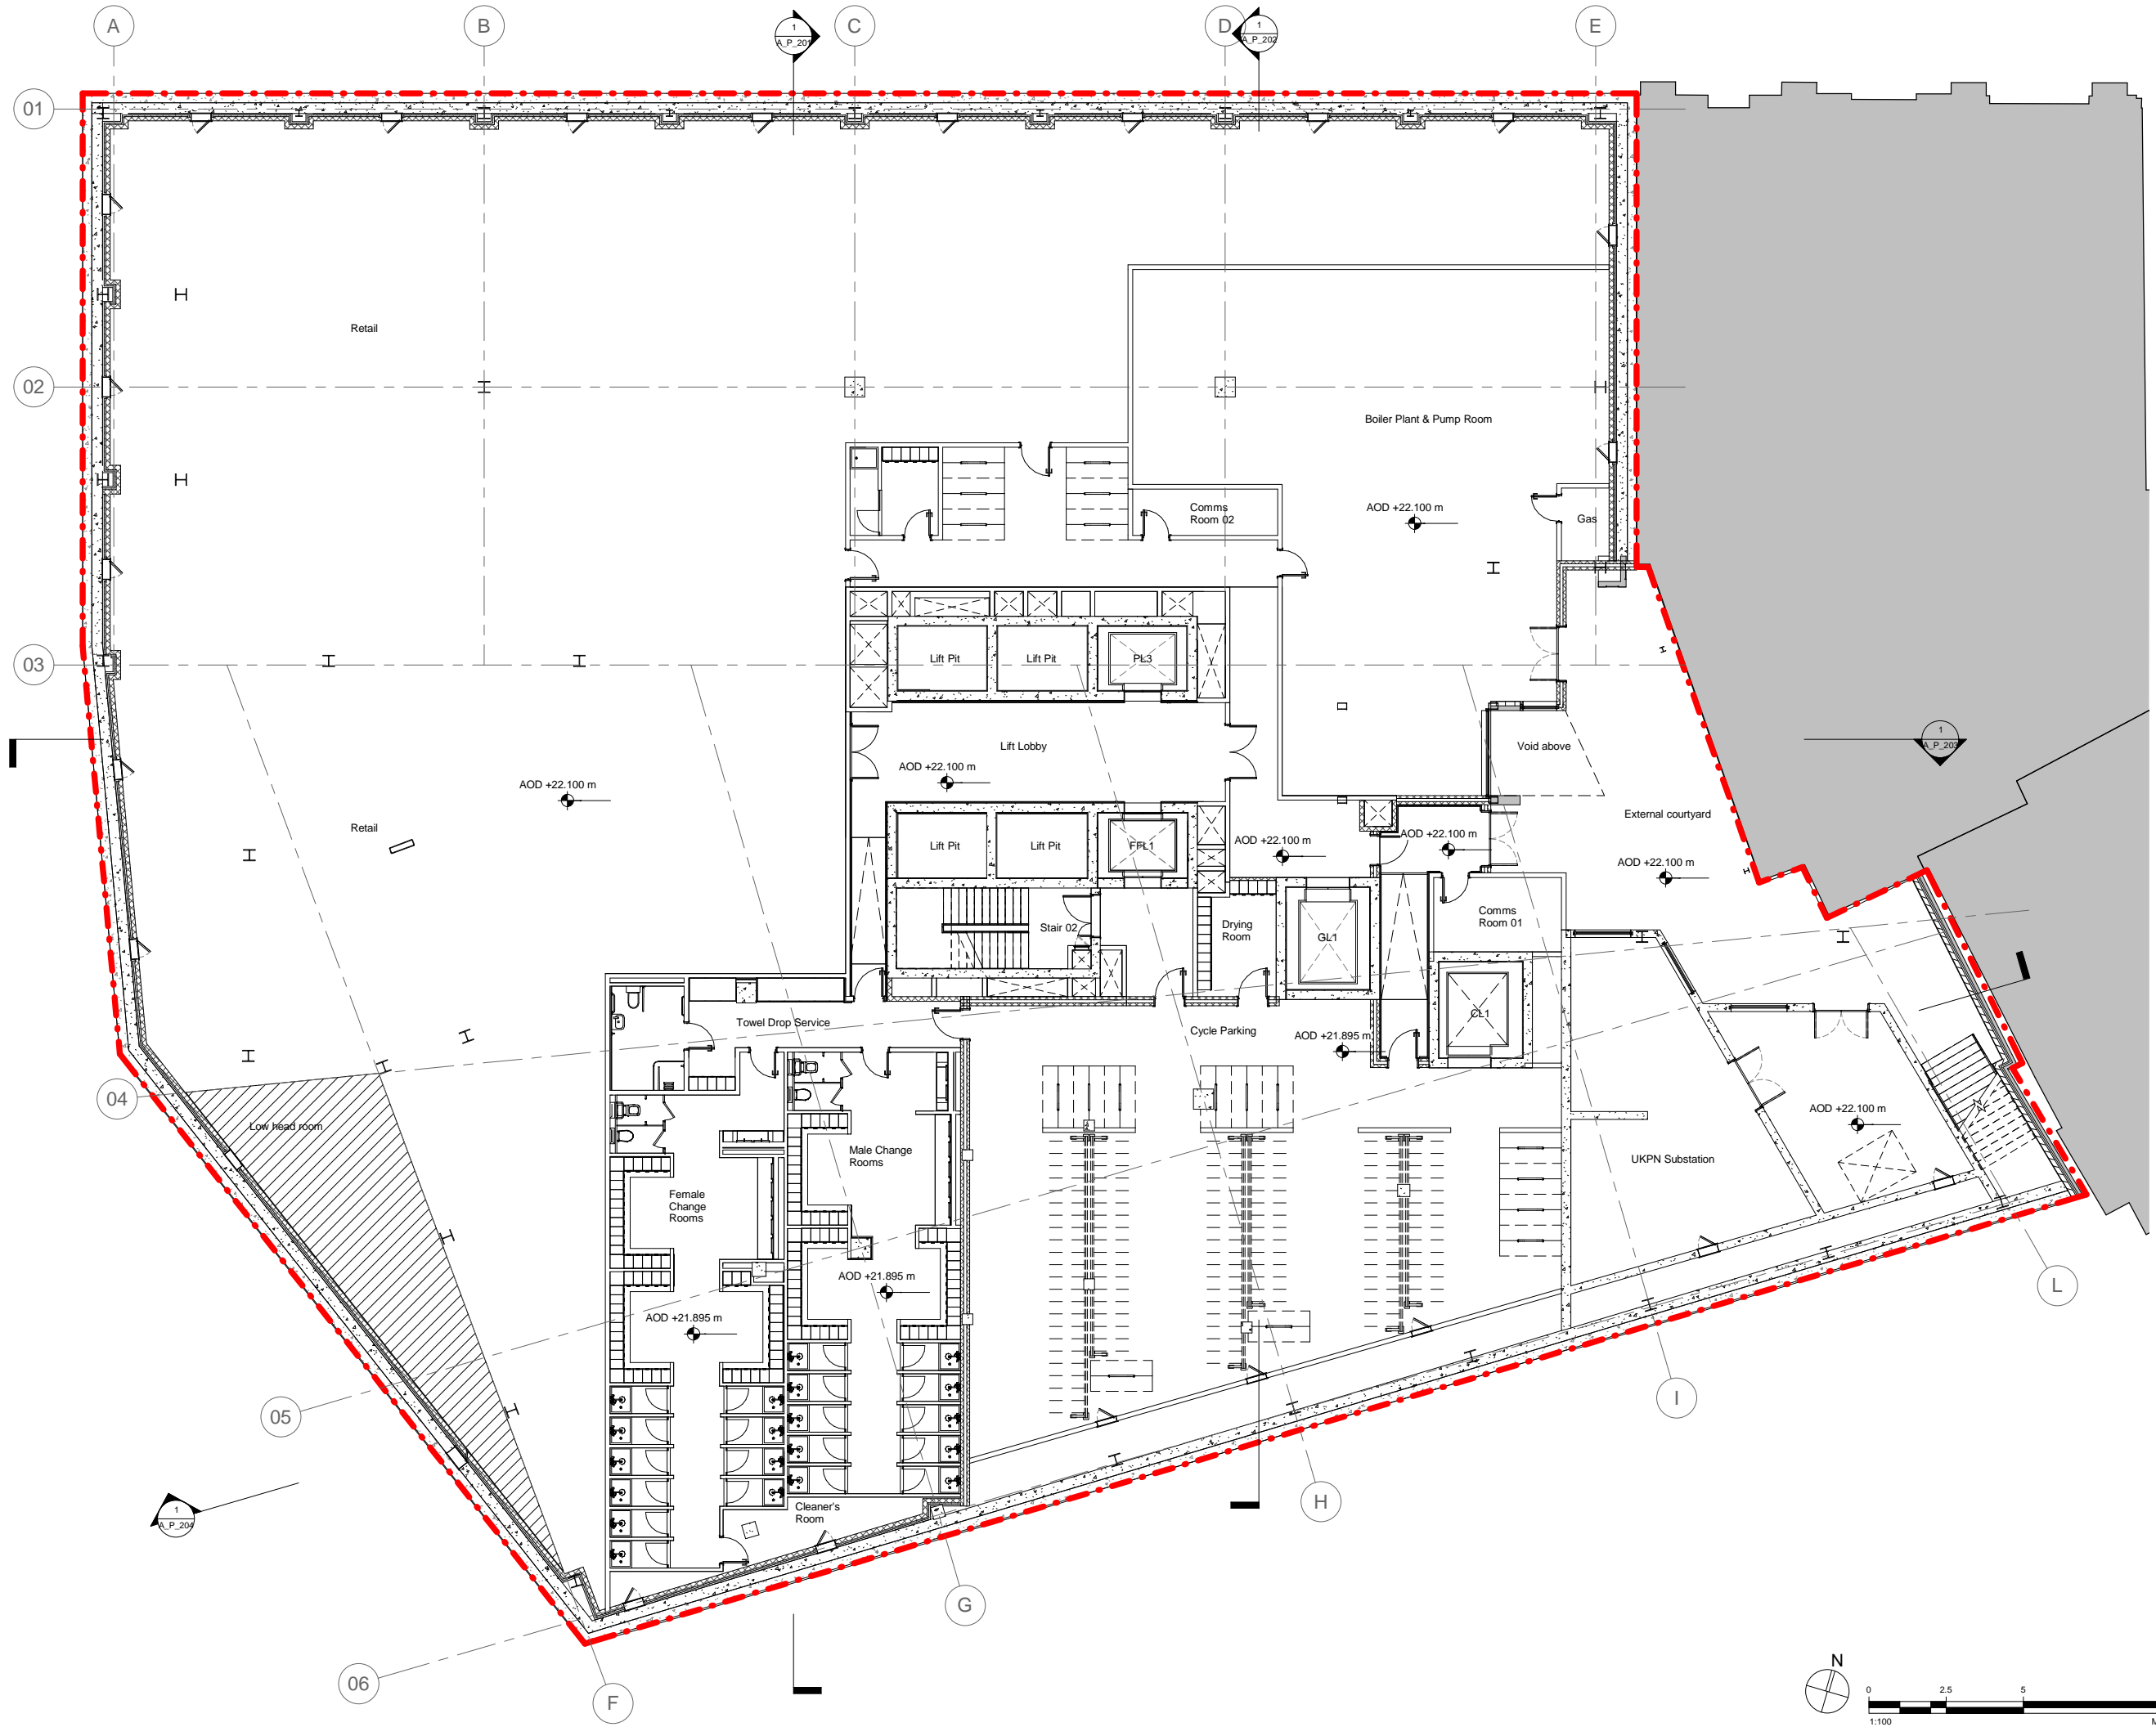 A
B
C
D
E
1
A_P_201
1
A_P_202
01
02
03
04
05
06
Retail
Boiler Plant & Pump Room
AOD +22.100 m
Comms
Room 02
Gas
Lift Pit
Lift Pit
PL3
Lift Lobby
AOD +22.100 m
Void above
1
A_P_203
AOD +22.100 m
Retail
External courtyard
AOD +22.100 m
Lift Pit
Lift Pit
FFL1
AOD +22.100 m
AOD +22.100 m
Stair 02
Drying
Room
GL1
Comms
Room 01
CL1
Towel Drop Service
Cycle Parking
AOD +21.895 m
Low head room
Male Change
Rooms
Female
Change
Rooms
UKPN Substation
AOD +22.100 m
AOD +21.895 m
AOD +21.895 m
Cleaner's
Room
1
A_P_204
F
G
H
I
L
N
0
2.5
5
1:100